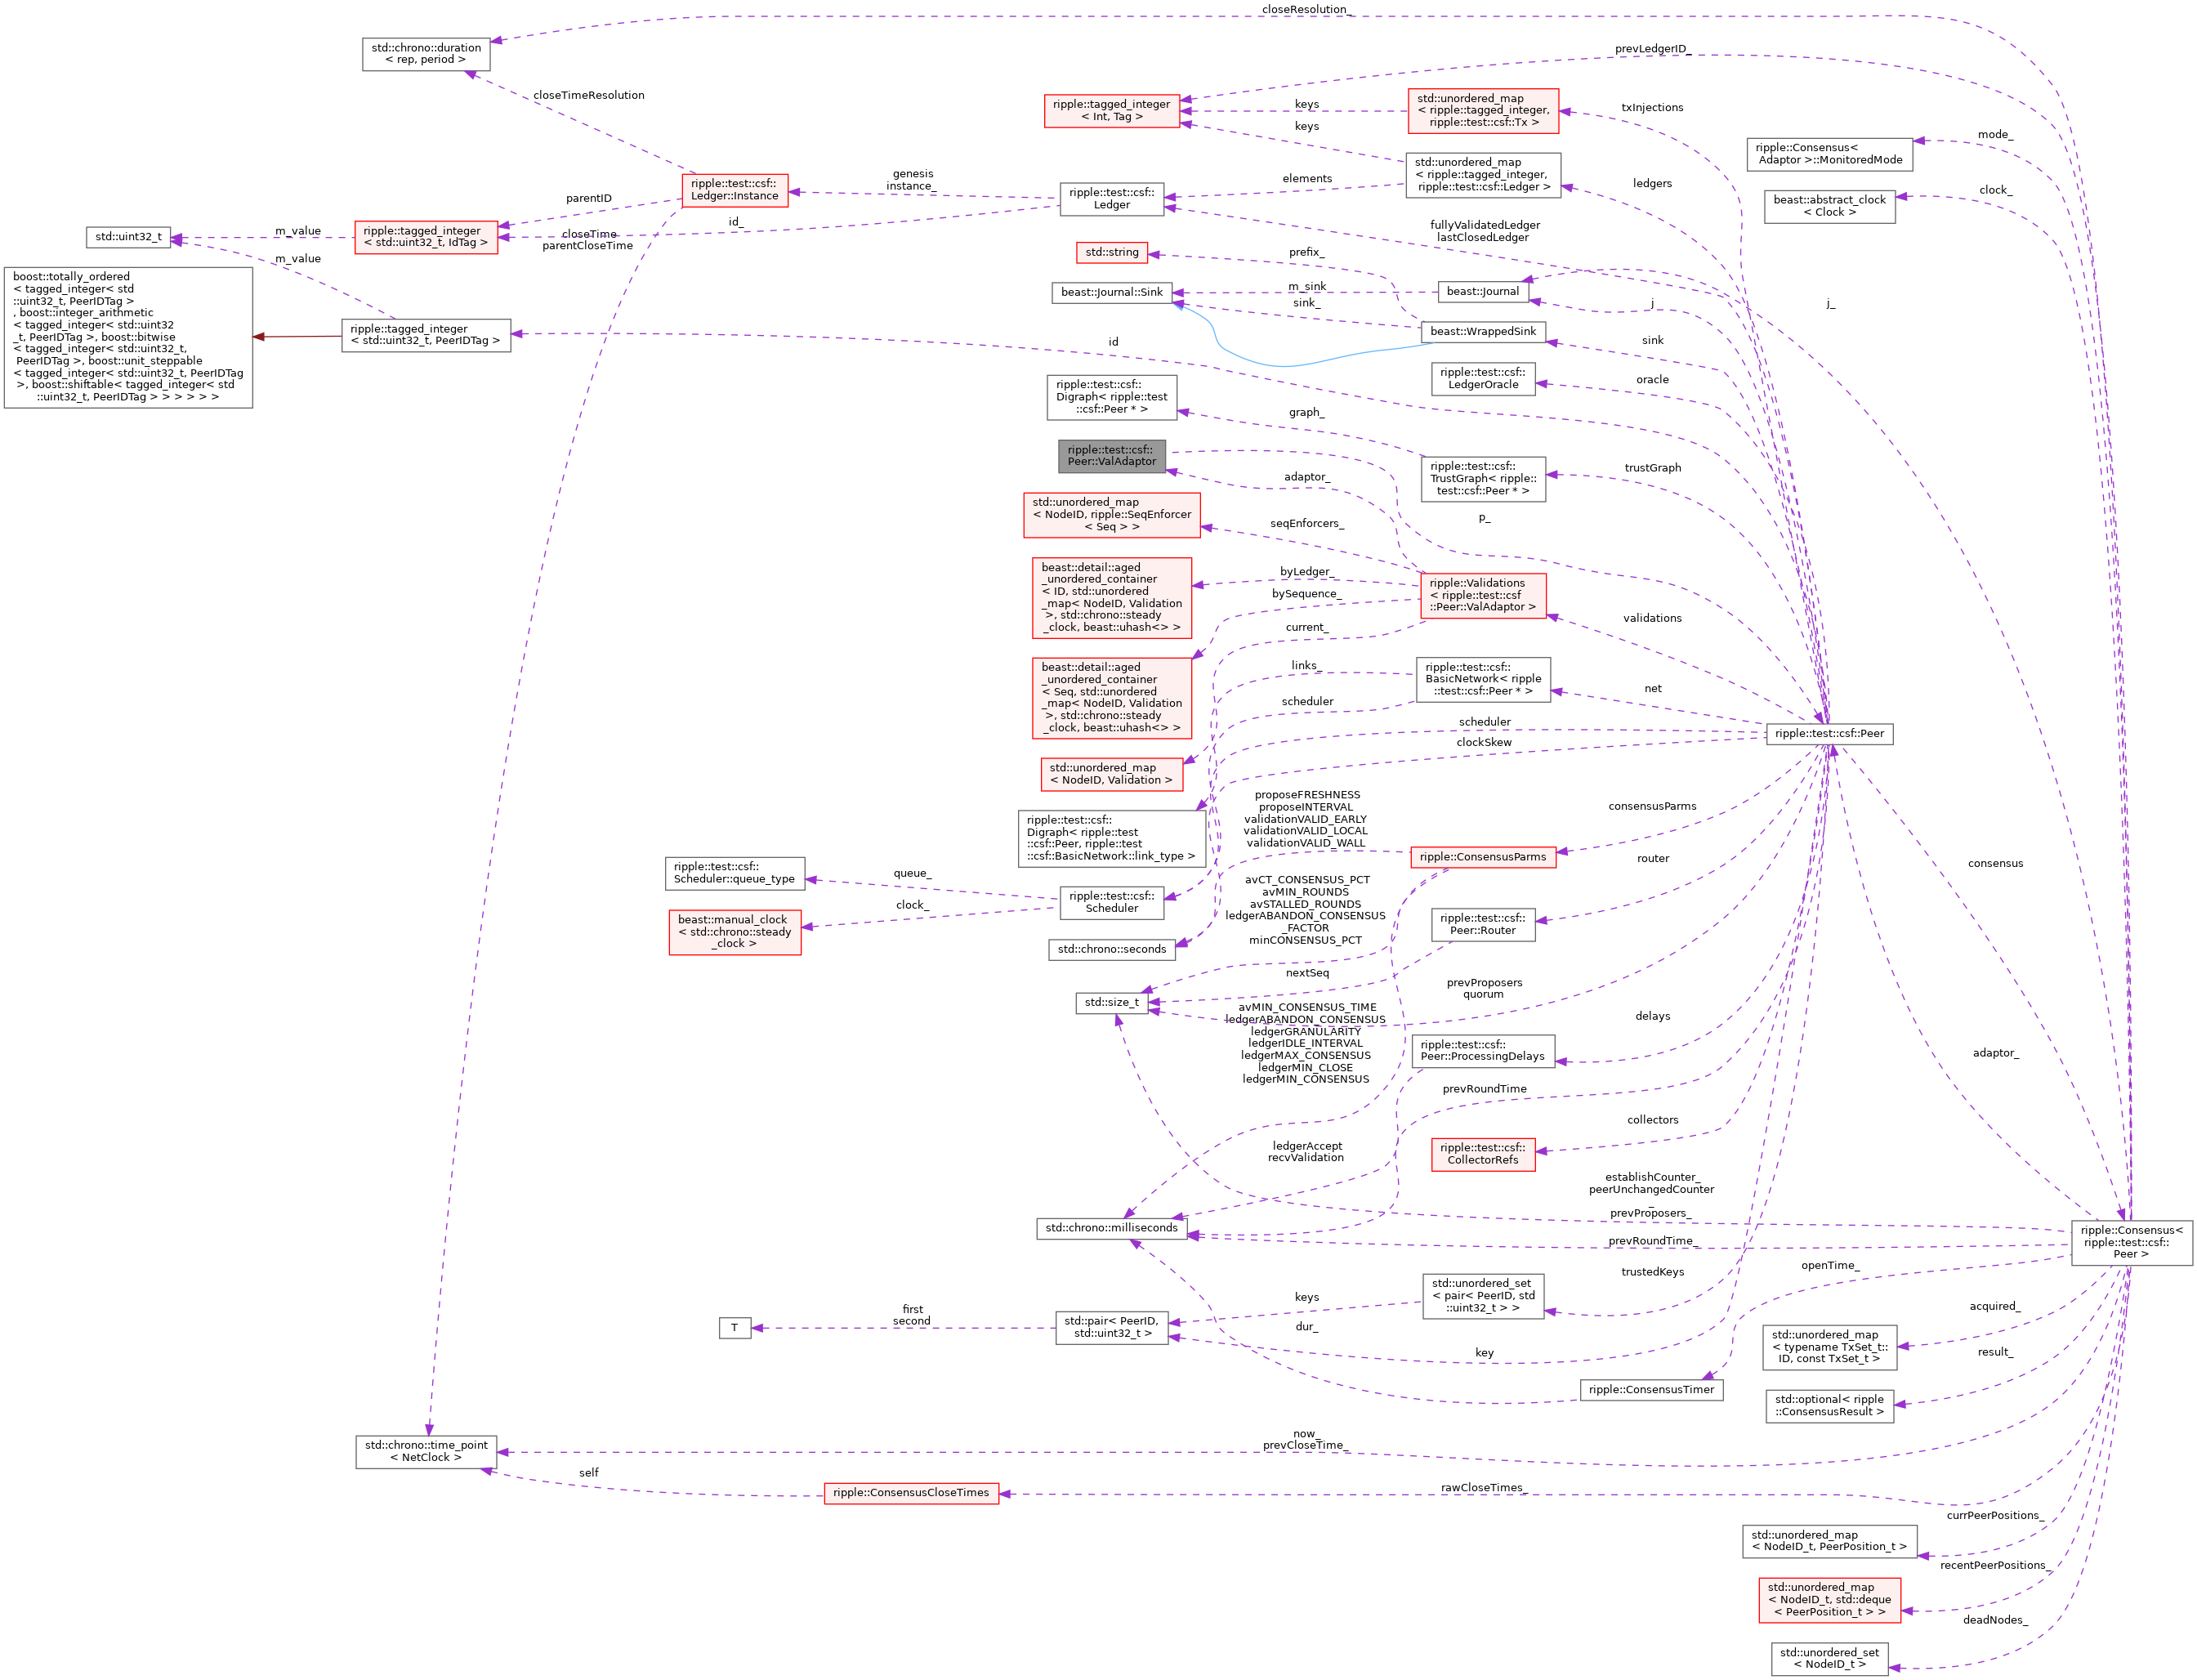 closeResolution_
std::chrono::duration
< rep, period >
prevLedgerID_
closeTimeResolution
ripple::tagged_integer
< Int, Tag >
keys
std::unordered_map
< ripple::tagged_integer,
ripple::test::csf::Tx >
txInjections
keys
ripple::Consensus<
Adaptor >::MonitoredMode
mode_
std::unordered_map
< ripple::tagged_integer,
ripple::test::csf::Ledger >
ledgers
elements
genesis
instance_
ripple::test::csf::
Ledger::Instance
ripple::test::csf::
Ledger
beast::abstract_clock
< Clock >
clock_
parentID
id_
std::uint32_t
m_value
ripple::tagged_integer
< std::uint32_t, IdTag >
closeTime
parentCloseTime
fullyValidatedLedger
lastClosedLedger
std::string
prefix_
m_value
boost::totally_ordered
< tagged_integer< std
::uint32_t, PeerIDTag >
, boost::integer_arithmetic
< tagged_integer< std::uint32
_t, PeerIDTag >, boost::bitwise
< tagged_integer< std::uint32_t,
PeerIDTag >, boost::unit_steppable
< tagged_integer< std::uint32_t, PeerIDTag
>, boost::shiftable< tagged_integer< std
::uint32_t, PeerIDTag > > > > > >
ripple::tagged_integer
< std::uint32_t, PeerIDTag >
beast::Journal::Sink
m_sink
sink_
beast::Journal
j
j_
beast::WrappedSink
sink
id
ripple::test::csf::
LedgerOracle
oracle
ripple::test::csf::
Digraph< ripple::test
::csf::Peer * >
graph_
ripple::test::csf::
Peer::ValAdaptor
adaptor_
ripple::test::csf::
TrustGraph< ripple::
test::csf::Peer * >
trustGraph
p_
std::unordered_map
< NodeID, ripple::SeqEnforcer
< Seq > >
seqEnforcers_
beast::detail::aged
_unordered_container
< ID, std::unordered
_map< NodeID, Validation
>, std::chrono::steady
_clock, beast::uhash<> >
byLedger_
bySequence_
current_
ripple::Validations
< ripple::test::csf
::Peer::ValAdaptor >
validations
beast::detail::aged
_unordered_container
< Seq, std::unordered
_map< NodeID, Validation
>, std::chrono::steady
_clock, beast::uhash<> >
links_
scheduler
ripple::test::csf::
BasicNetwork< ripple
::test::csf::Peer * >
net
scheduler
clockSkew
ripple::test::csf::Peer
std::unordered_map
< NodeID, Validation >
proposeFRESHNESS
proposeINTERVAL
validationVALID_EARLY
validationVALID_LOCAL
validationVALID_WALL
consensusParms
ripple::test::csf::
Digraph< ripple::test
::csf::Peer, ripple::test
::csf::BasicNetwork::link_type >
ripple::ConsensusParms
router
consensus
ripple::test::csf::
Scheduler::queue_type
queue_
beast::manual_clock
< std::chrono::steady
_clock >
clock_
ripple::test::csf::
Scheduler
avCT_CONSENSUS_PCT
avMIN_ROUNDS
avSTALLED_ROUNDS
ledgerABANDON_CONSENSUS
_FACTOR
minCONSENSUS_PCT
ripple::test::csf::
Peer::Router
std::chrono::seconds
nextSeq
prevProposers
quorum
std::size_t
avMIN_CONSENSUS_TIME
ledgerABANDON_CONSENSUS
ledgerGRANULARITY
ledgerIDLE_INTERVAL
ledgerMAX_CONSENSUS
ledgerMIN_CLOSE
ledgerMIN_CONSENSUS
delays
ripple::test::csf::
Peer::ProcessingDelays
adaptor_
prevRoundTime
collectors
ripple::test::csf::
CollectorRefs
ledgerAccept
recvValidation
establishCounter_
peerUnchangedCounter
_
prevProposers_
std::chrono::milliseconds
prevRoundTime_
ripple::Consensus<
ripple::test::csf::
Peer >
openTime_
trustedKeys
std::unordered_set
< pair< PeerID, std
::uint32_t > >
keys
first
second
T
std::pair< PeerID,
std::uint32_t >
dur_
key
acquired_
std::unordered_map
< typename TxSet_t::
ID, const TxSet_t >
result_
ripple::ConsensusTimer
std::optional< ripple
::ConsensusResult >
std::chrono::time_point
< NetClock >
now_
prevCloseTime_
self
ripple::ConsensusCloseTimes
rawCloseTimes_
currPeerPositions_
std::unordered_map
< NodeID_t, PeerPosition_t >
recentPeerPositions_
std::unordered_map
< NodeID_t, std::deque
< PeerPosition_t > >
deadNodes_
std::unordered_set
< NodeID_t >